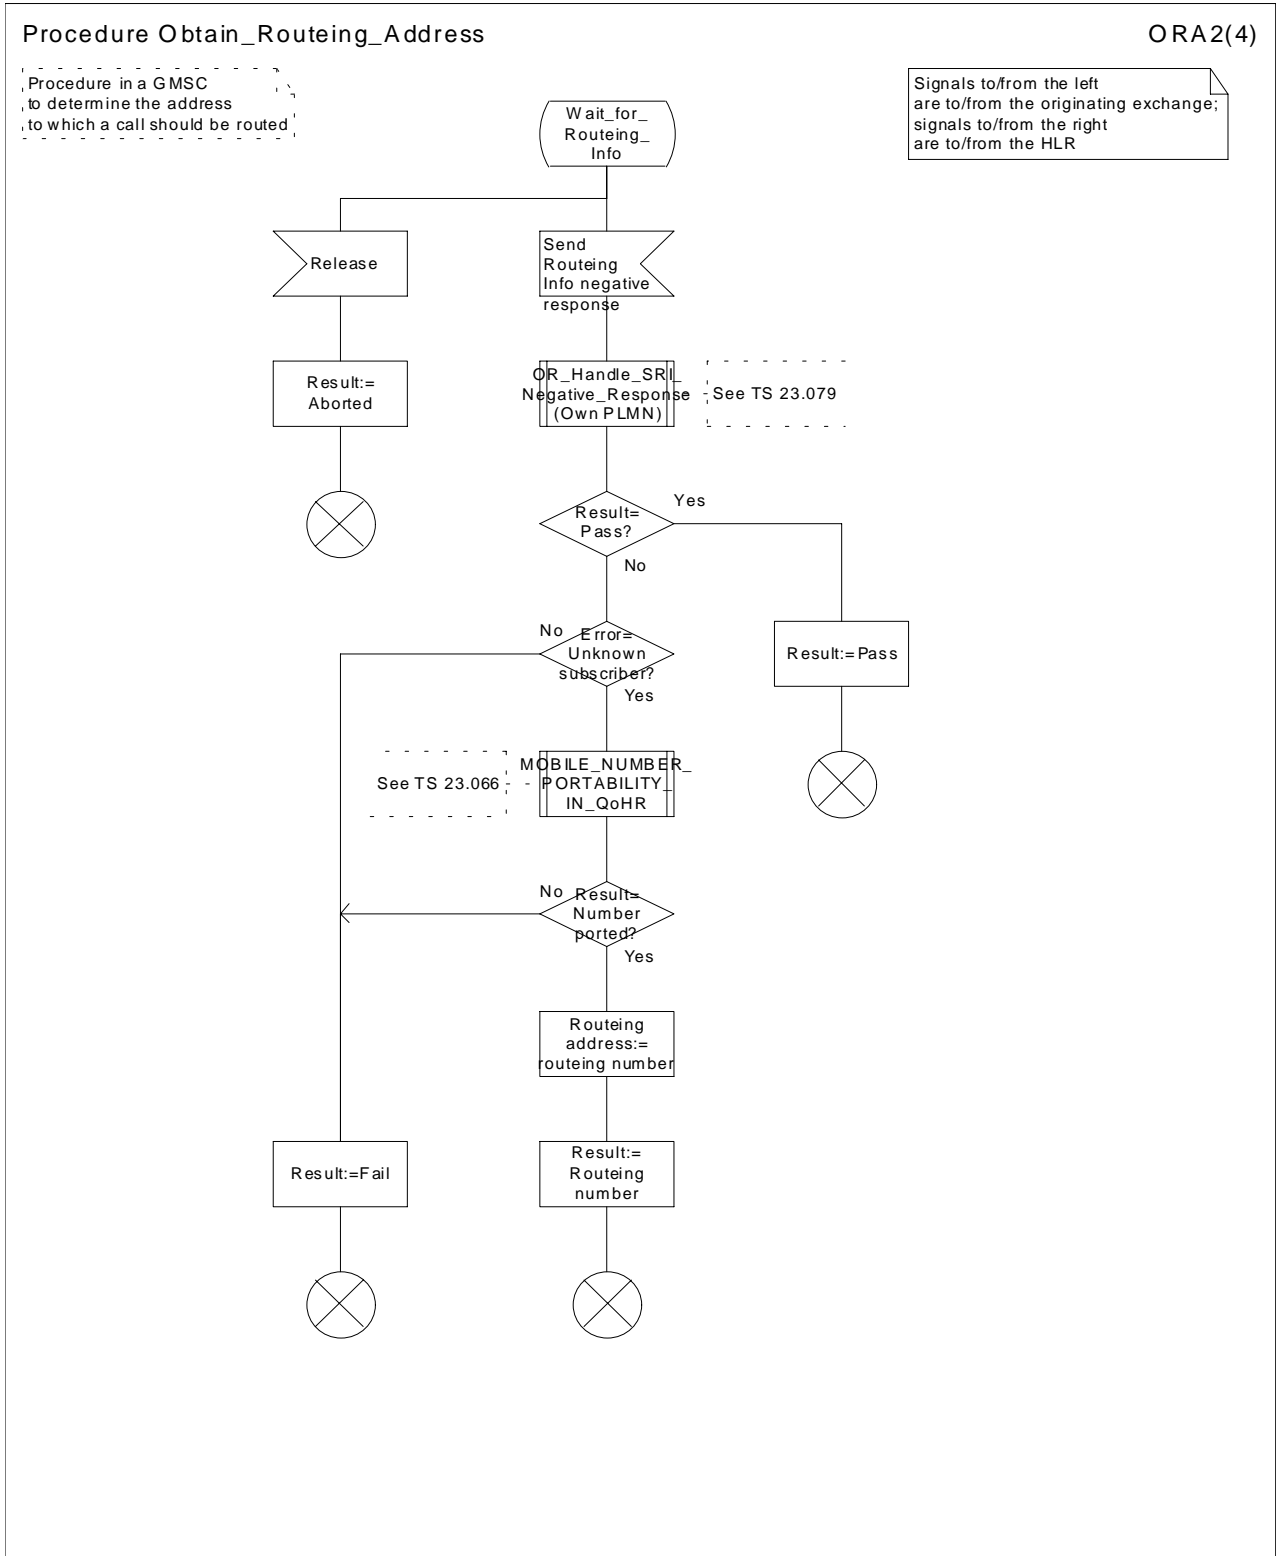 Procedure Obtain_Routeing_Address
ORA2(4)
Procedure in a GMSC
to determine the address
to which a call should be routed
Signals to/from the left
are to/from the originating exchange;
signals to/from the right
are to/from the HLR
Wait_for_
Routeing_
Info
Release
Send
Routeing
Info negative
response
Result:=
Aborted
OR_Handle_SRI_
Negative_Response
(Own PLMN)
See TS 23.079
Result=
Pass?
Yes
No
Error=
Unknown
subscriber?
No
Yes
Result:=Pass
See TS 23.066
MOBILE_NUMBER_
PORTABILITY_
IN_QoHR
Result=
Number
ported?
No
Yes
Routeing
address:=
routeing number
Result:=Fail
Result:=
Routeing
number